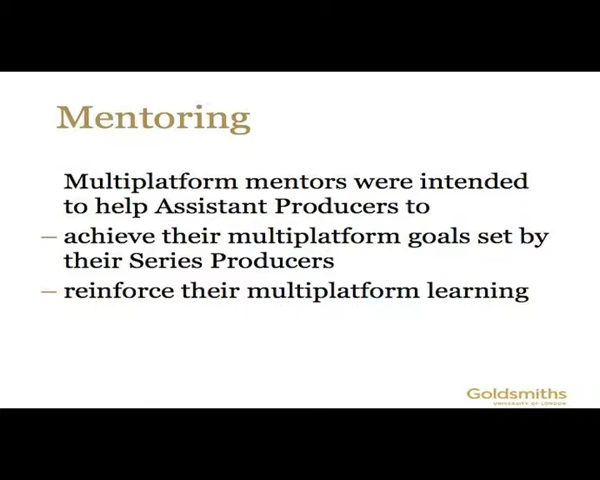 Mentoring
Multiplatform mentors were intended
to help Assistant Producers to
– achieve their multiplatform goals set by
their Series Producers
– reinforce their multiplatform learning
Goldsmiths
UNIVERSITY OF LONDON